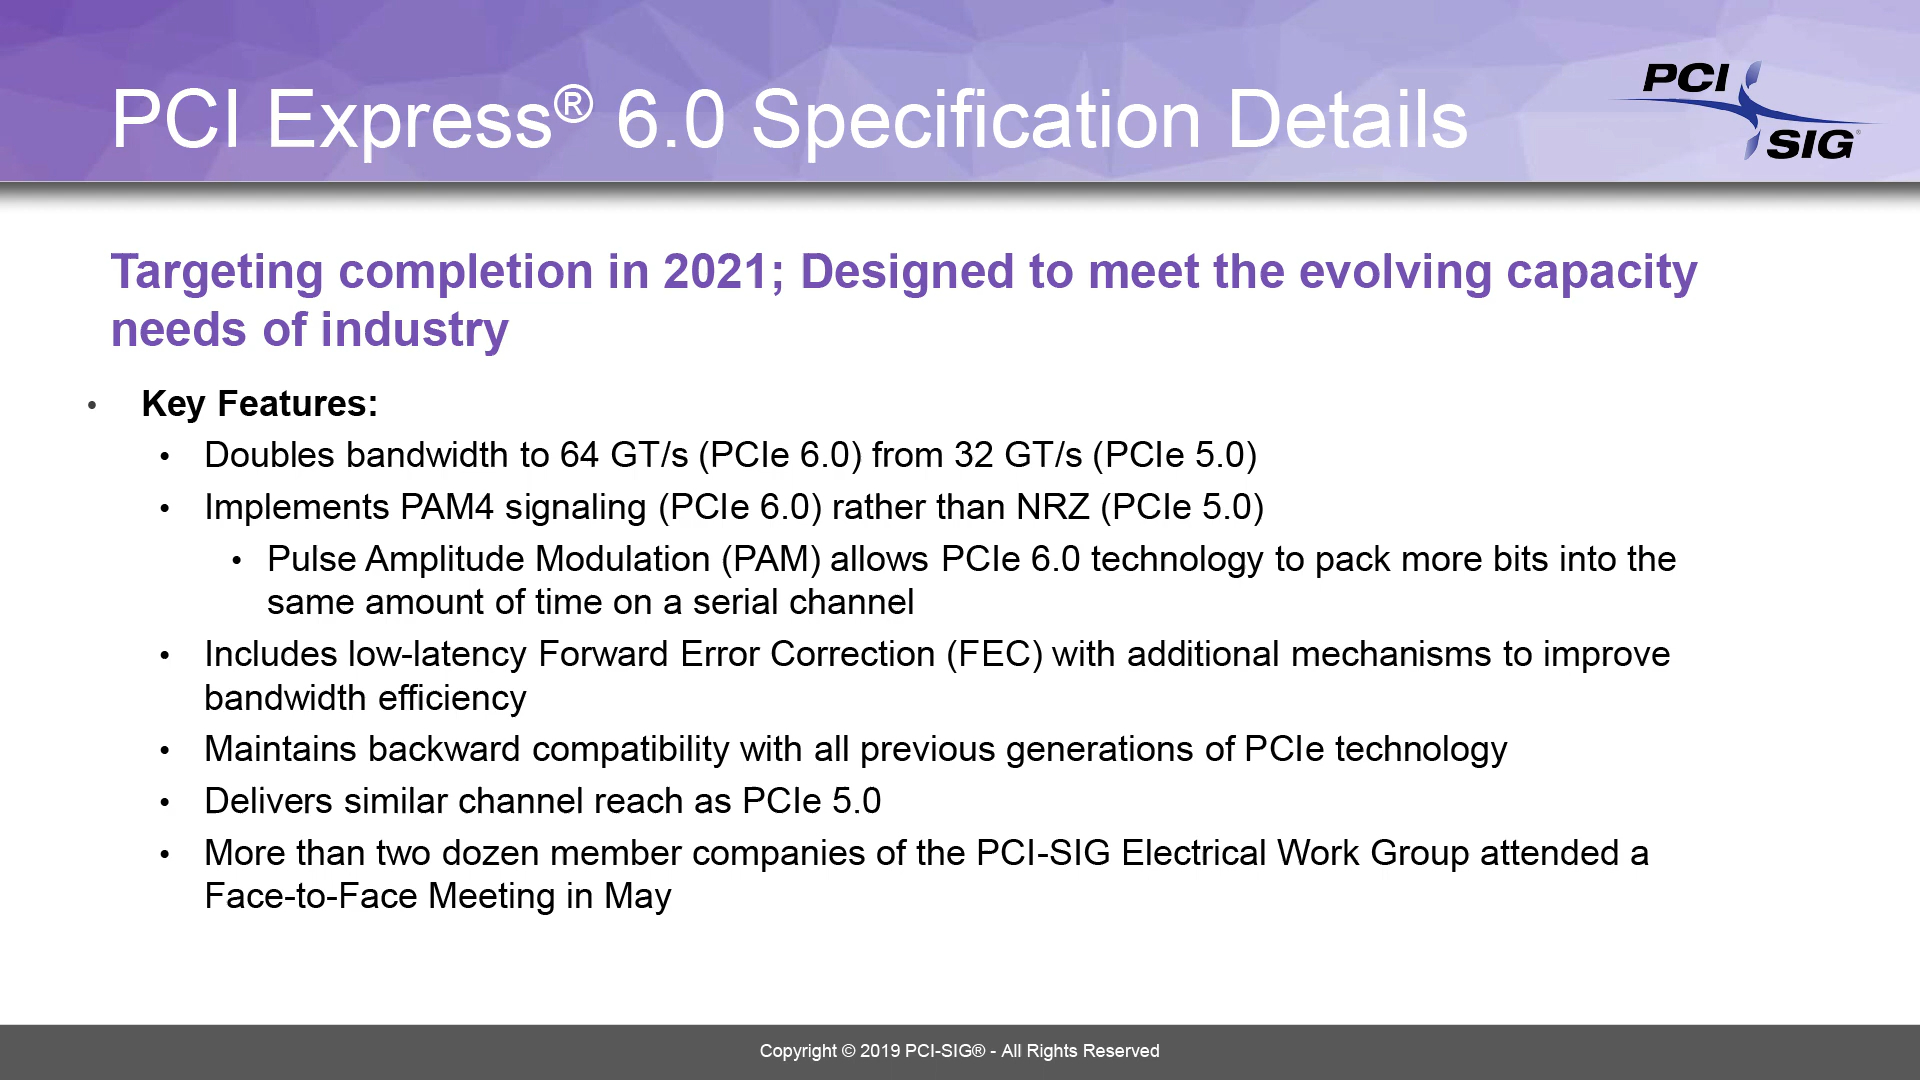 PCI Express® 6.0 Specification Details
PCI
SIG®
Targeting completion in 2021; Designed to meet the evolving capacity
needs of industry
• Key Features:
• Doubles bandwidth to 64 GT/s (PCIe 6.0) from 32 GT/s (PCIe 5.0)
• Implements PAM4 signaling (PCIe 6.0) rather than NRZ (PCIe 5.0)
• Pulse Amplitude Modulation (PAM) allows PCIe 6.0 technology to pack more bits into the
same amount of time on a serial channel
• Includes low-latency Forward Error Correction (FEC) with additional mechanisms to improve
bandwidth efficiency
• Maintains backward compatibility with all previous generations of PCIe technology
• Delivers similar channel reach as PCIe 5.0
• More than two dozen member companies of the PCI-SIG Electrical Work Group attended a
Face-to-Face Meeting in May
Copyright © 2019 PCI-SIG® - All Rights Reserved